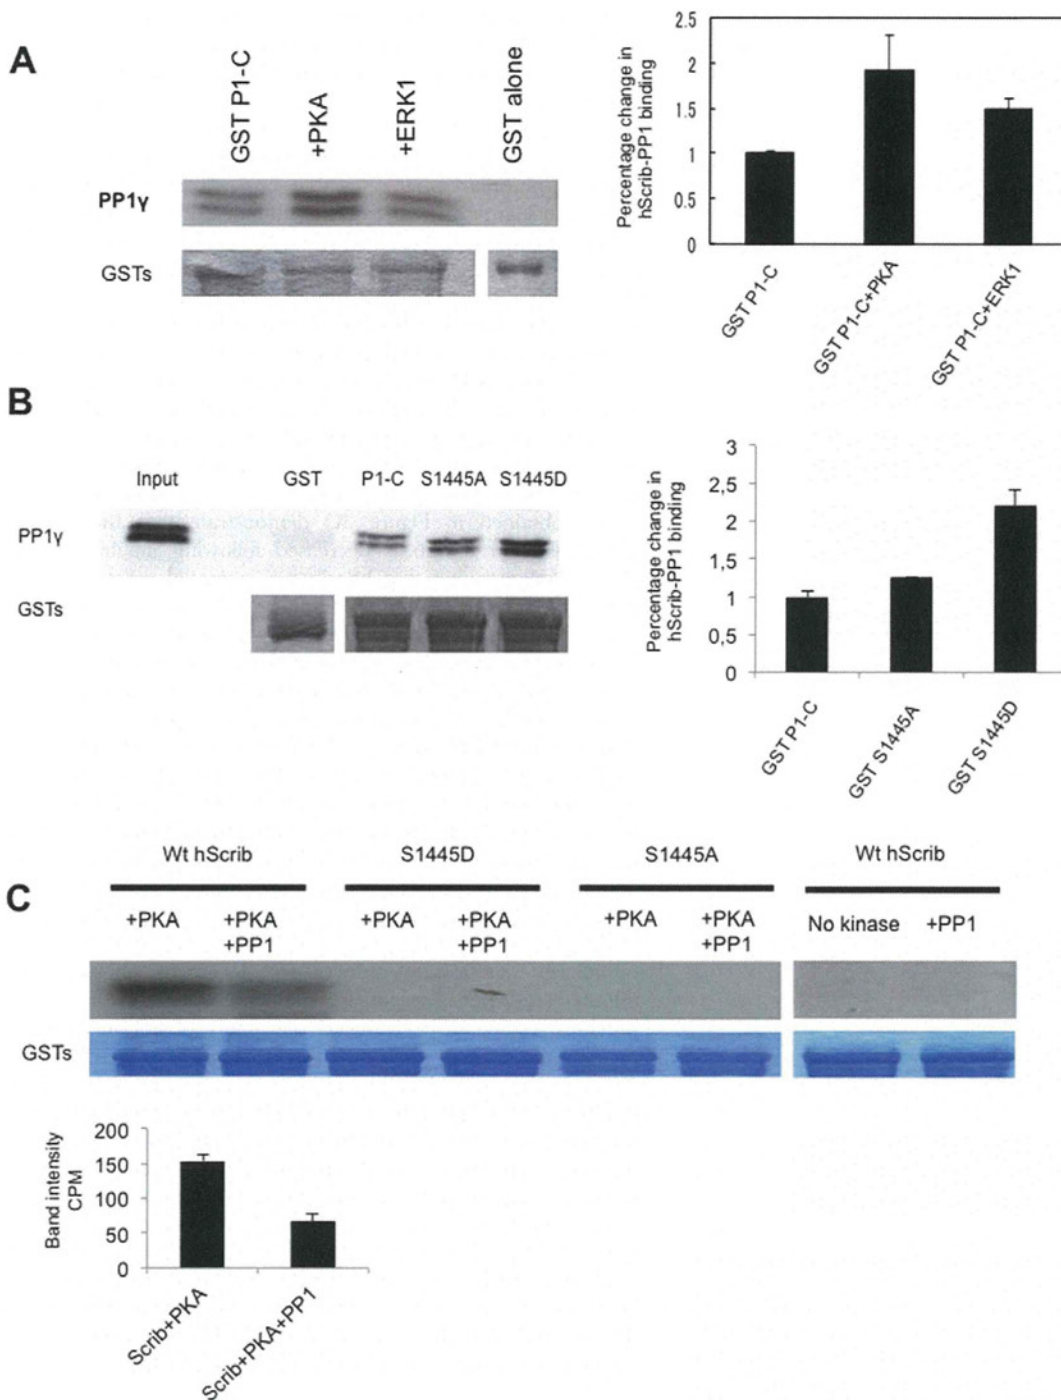 A
GST P1-C
+PKA
+ERK1
GST alone
PP1γ
GSTs
Percentage change in
hScrib-PP1 binding
2.5
2
1.5
1
0.5
0
GST P1-C
GST P1-C+PKA
GST P1-C+ERK1
B
Input GST P1-C S1445A S1445D
PP1γ
GSTs
Percentage change in
hScrib-PP1 binding
3
2,5
2
1,5
1
0,5
0
GST P1-C
GST S1445A
GST S1445D
C
Wt hScrib S1445D S1445A Wt hScrib
+PKA +PKA +PKA +PKA +PKA +PKA No kinase +PP1
+PP1 +PP1 +PP1
GSTs
Band intensity
CPM
200
150
100
50
0
Scrib+PKA
Scrib+PKA+PP1